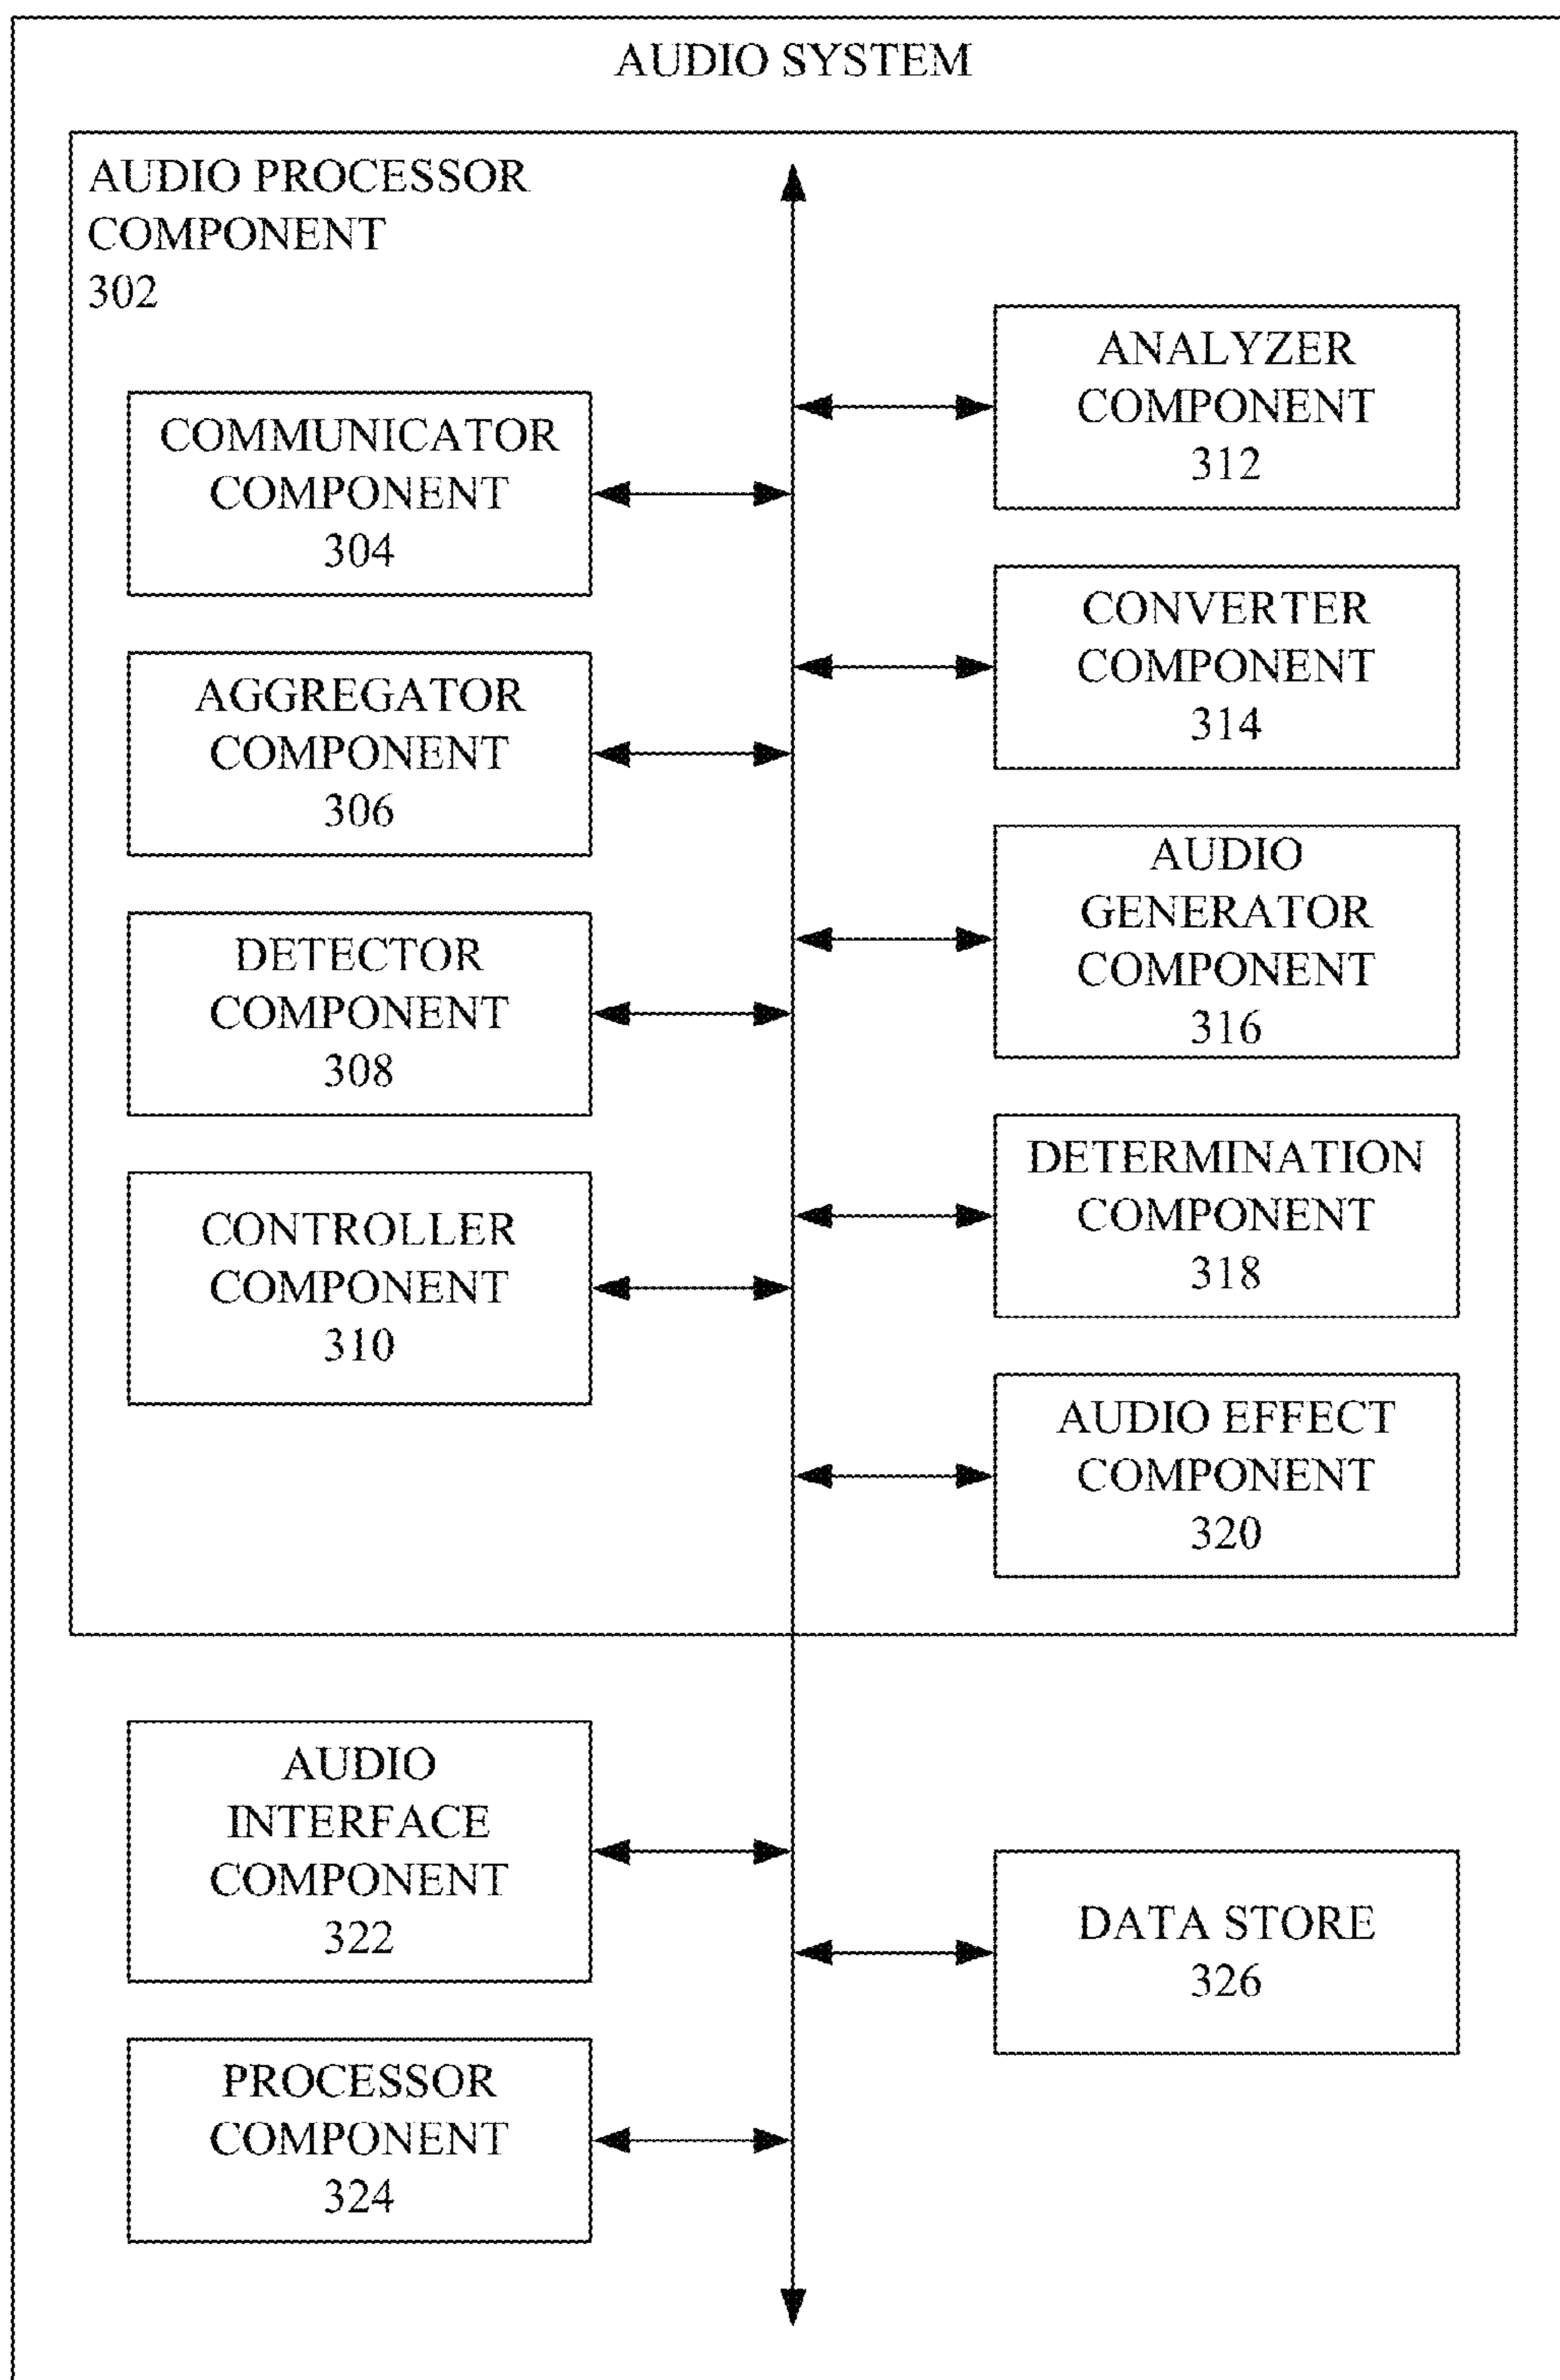 AUDIO SYSTEM
AUDIO PROCESSOR
COMPONENT
302
COMMUNICATOR
COMPONENT
304
AGGREGATOR
COMPONENT
306
DETECTOR
COMPONENT
308
CONTROLLER
COMPONENT
310
ANALYZER
COMPONENT
312
CONVERTER
COMPONENT
314
AUDIO
GENERATOR
COMPONENT
316
DETERMINATION
COMPONENT
318
AUDIO EFFECT
COMPONENT
320
AUDIO
INTERFACE
COMPONENT
322
PROCESSOR
COMPONENT
324
DATA STORE
326